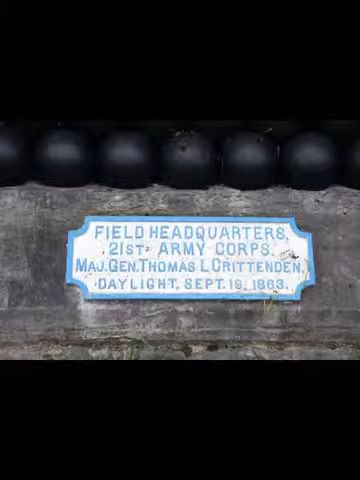 FIELD HEADQUARTERS,
21ST ARMY CORPS.
MAJ. GEN. THOMAS L. CRITTENDEN,
DAYLIGHT, SEPT. 19, 1863.